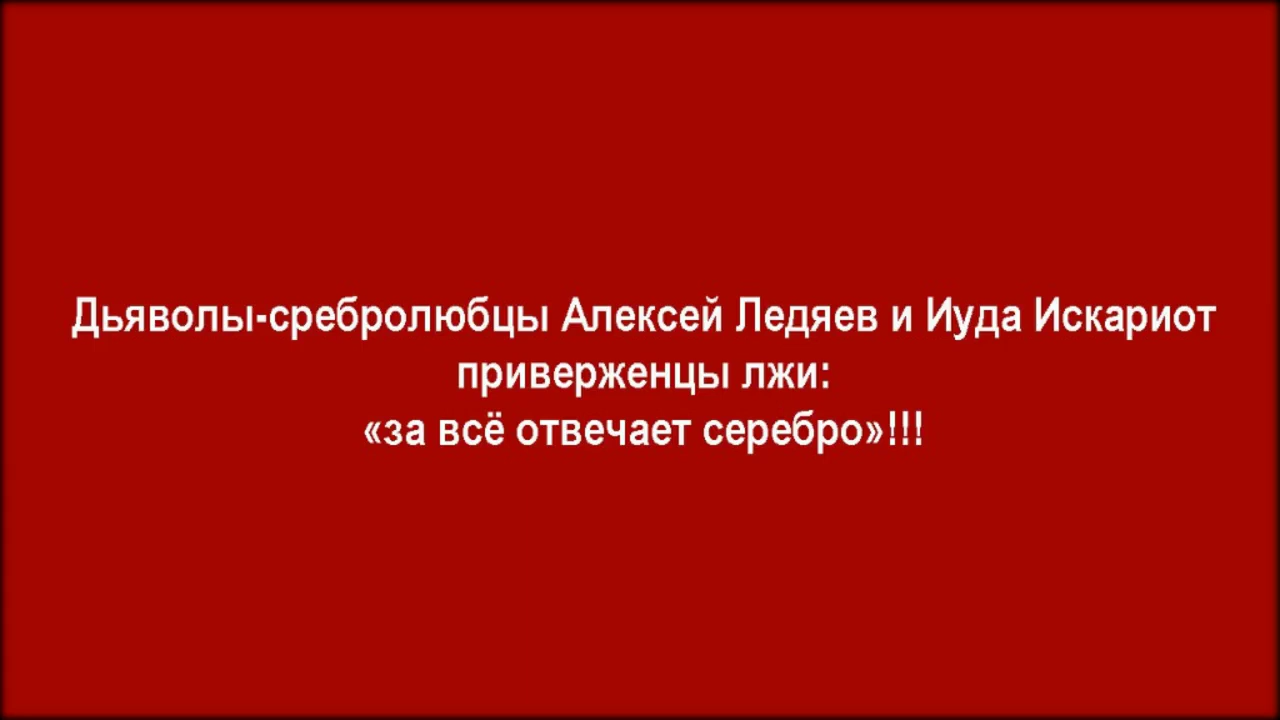 Дьяволы-сребролюбцы Алексей Ледяев и Иуда Искариот
приверженцы лжи:
«за всё отвечает серебро»!!!